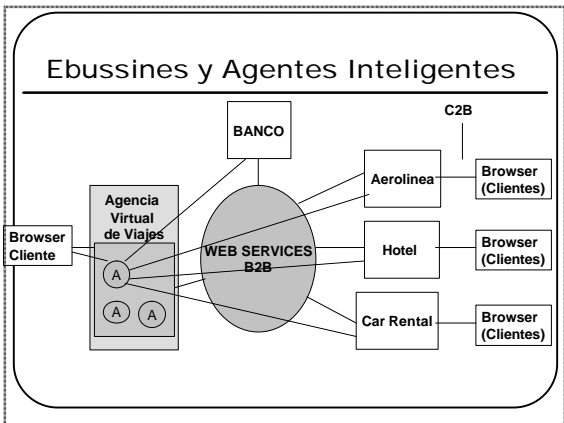 Ebussines y Agentes Inteligentes
C2B
BANCO
Aerolinea
Browser
(Clientes)
Agencia
Virtual
de Viajes
Browser
Cliente
WEB SERVICES
B2B
Hotel
Browser
(Clientes)
A
A
A
Car Rental
Browser
(Clientes)